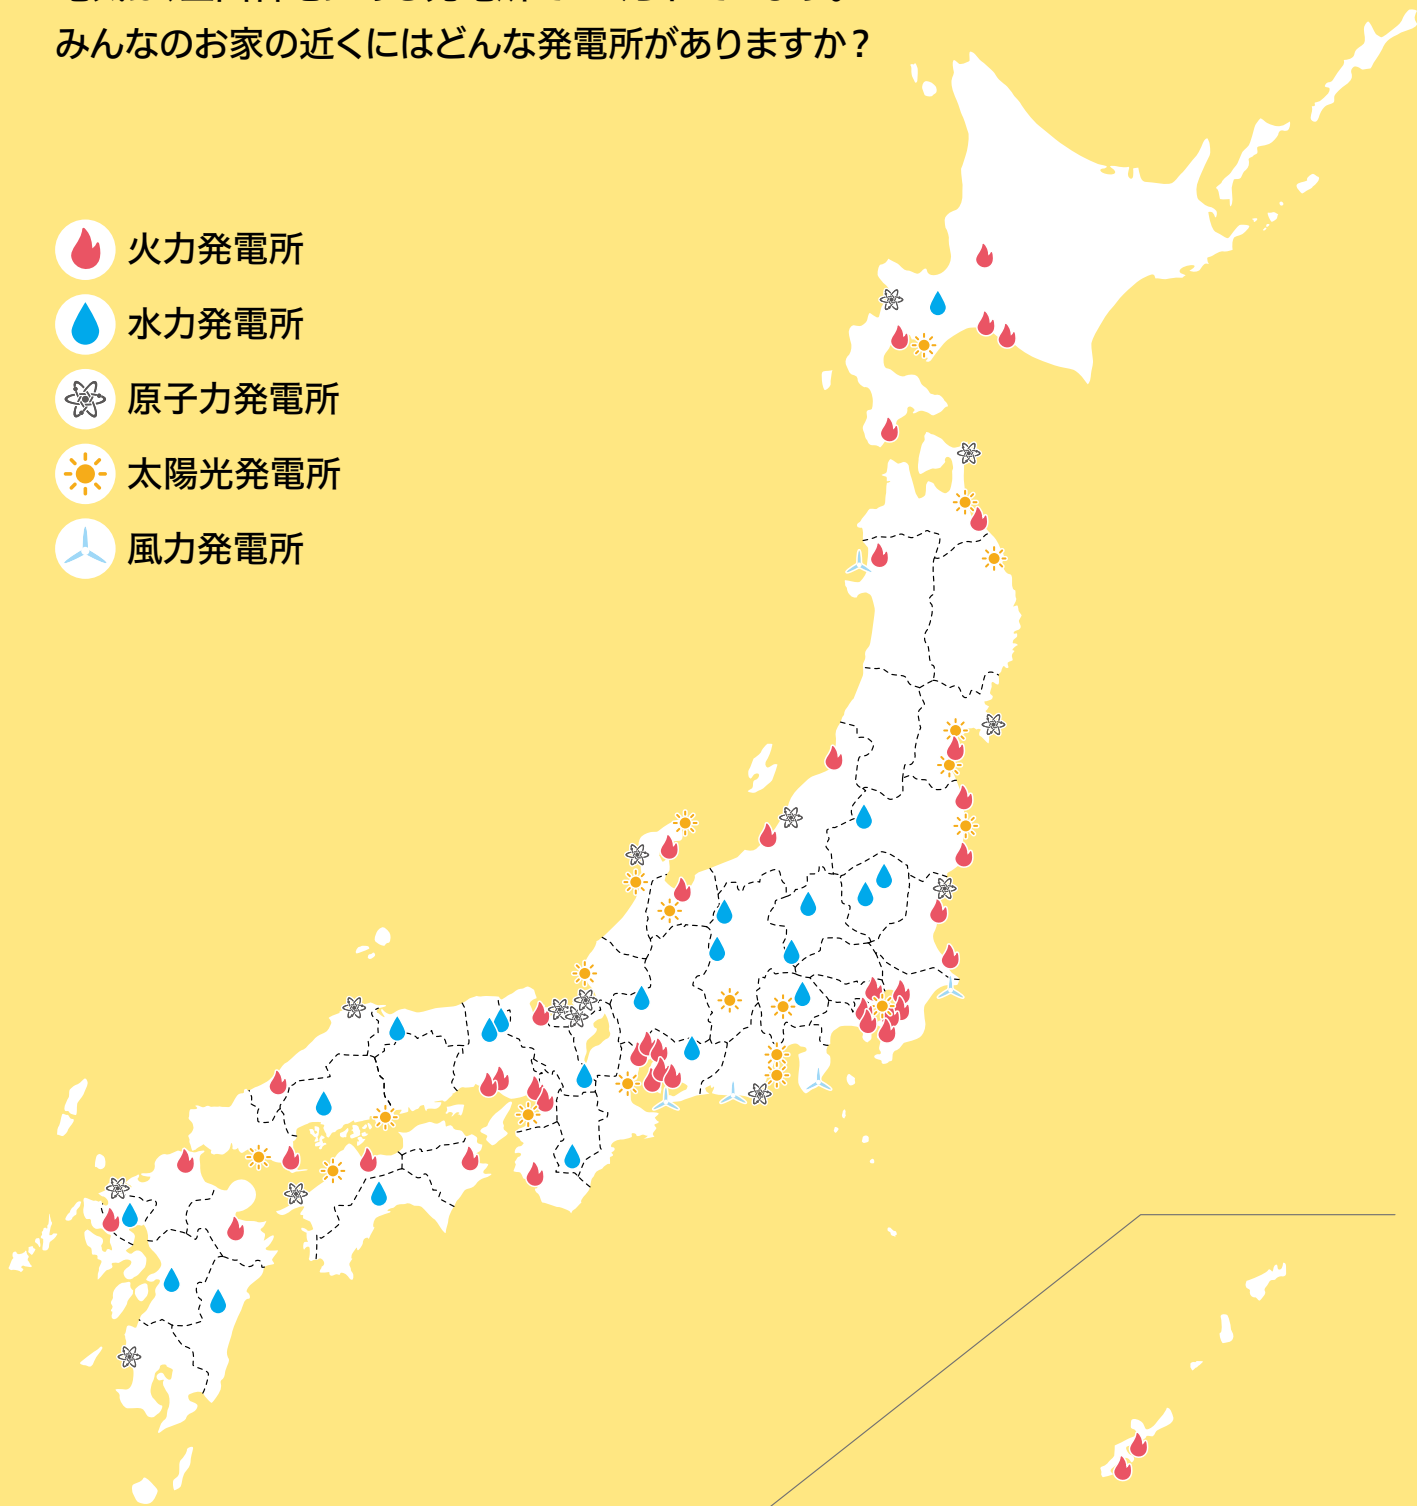 みんなのお家の近くにはどんな発電所がありますか？
火力発電所
水力発電所
原子力発電所
太陽光発電所
風力発電所